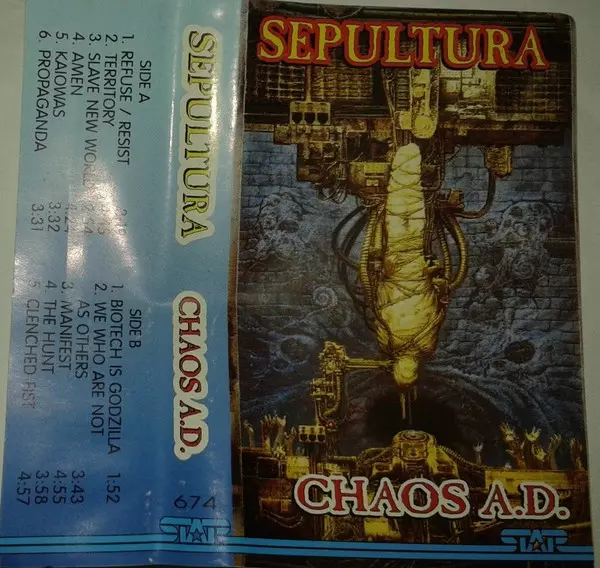 SEPULTURA
CHAOS A.D.
STAR
SEPULTURA CHAOS A.D.
674
STAR
SIDE A
1. REFUSE / RESIST
2. TERRITORY
3. SLAVE NEW
4. AMEN
5. KAIOWAS 3.32
6. PROPAGANDA 3.31
SIDE B
1. BIOTECH IS GODZILLA 1:52
2. WE WHO ARE NOT
AS OTHERS 3:43
3. MANIFEST 4:55
4. THE HUNT 3:58
5. CLENCHED FIST 4:57